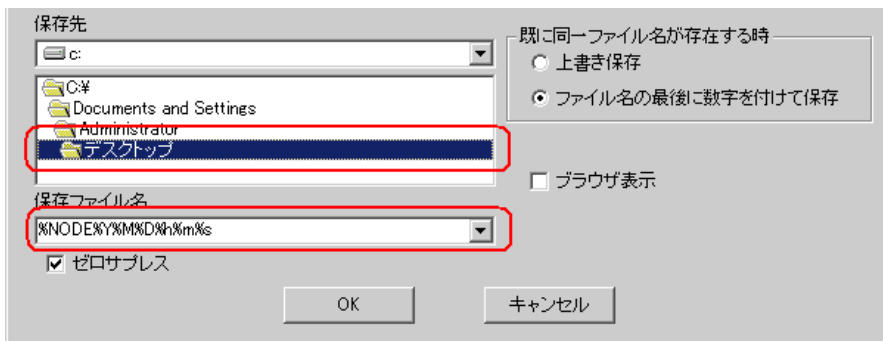 保存先
c:
C:¥
Documents and Settings
Administrator
デスクトップ
保存ファイル名
%NODE%Y%M%D%h%m%s
ゼロサプレス
既に同一ファイル名が存在する時
上書き保存
ファイル名の最後に数字を付けて保存
ブラウザ表示
OK
キャンセル